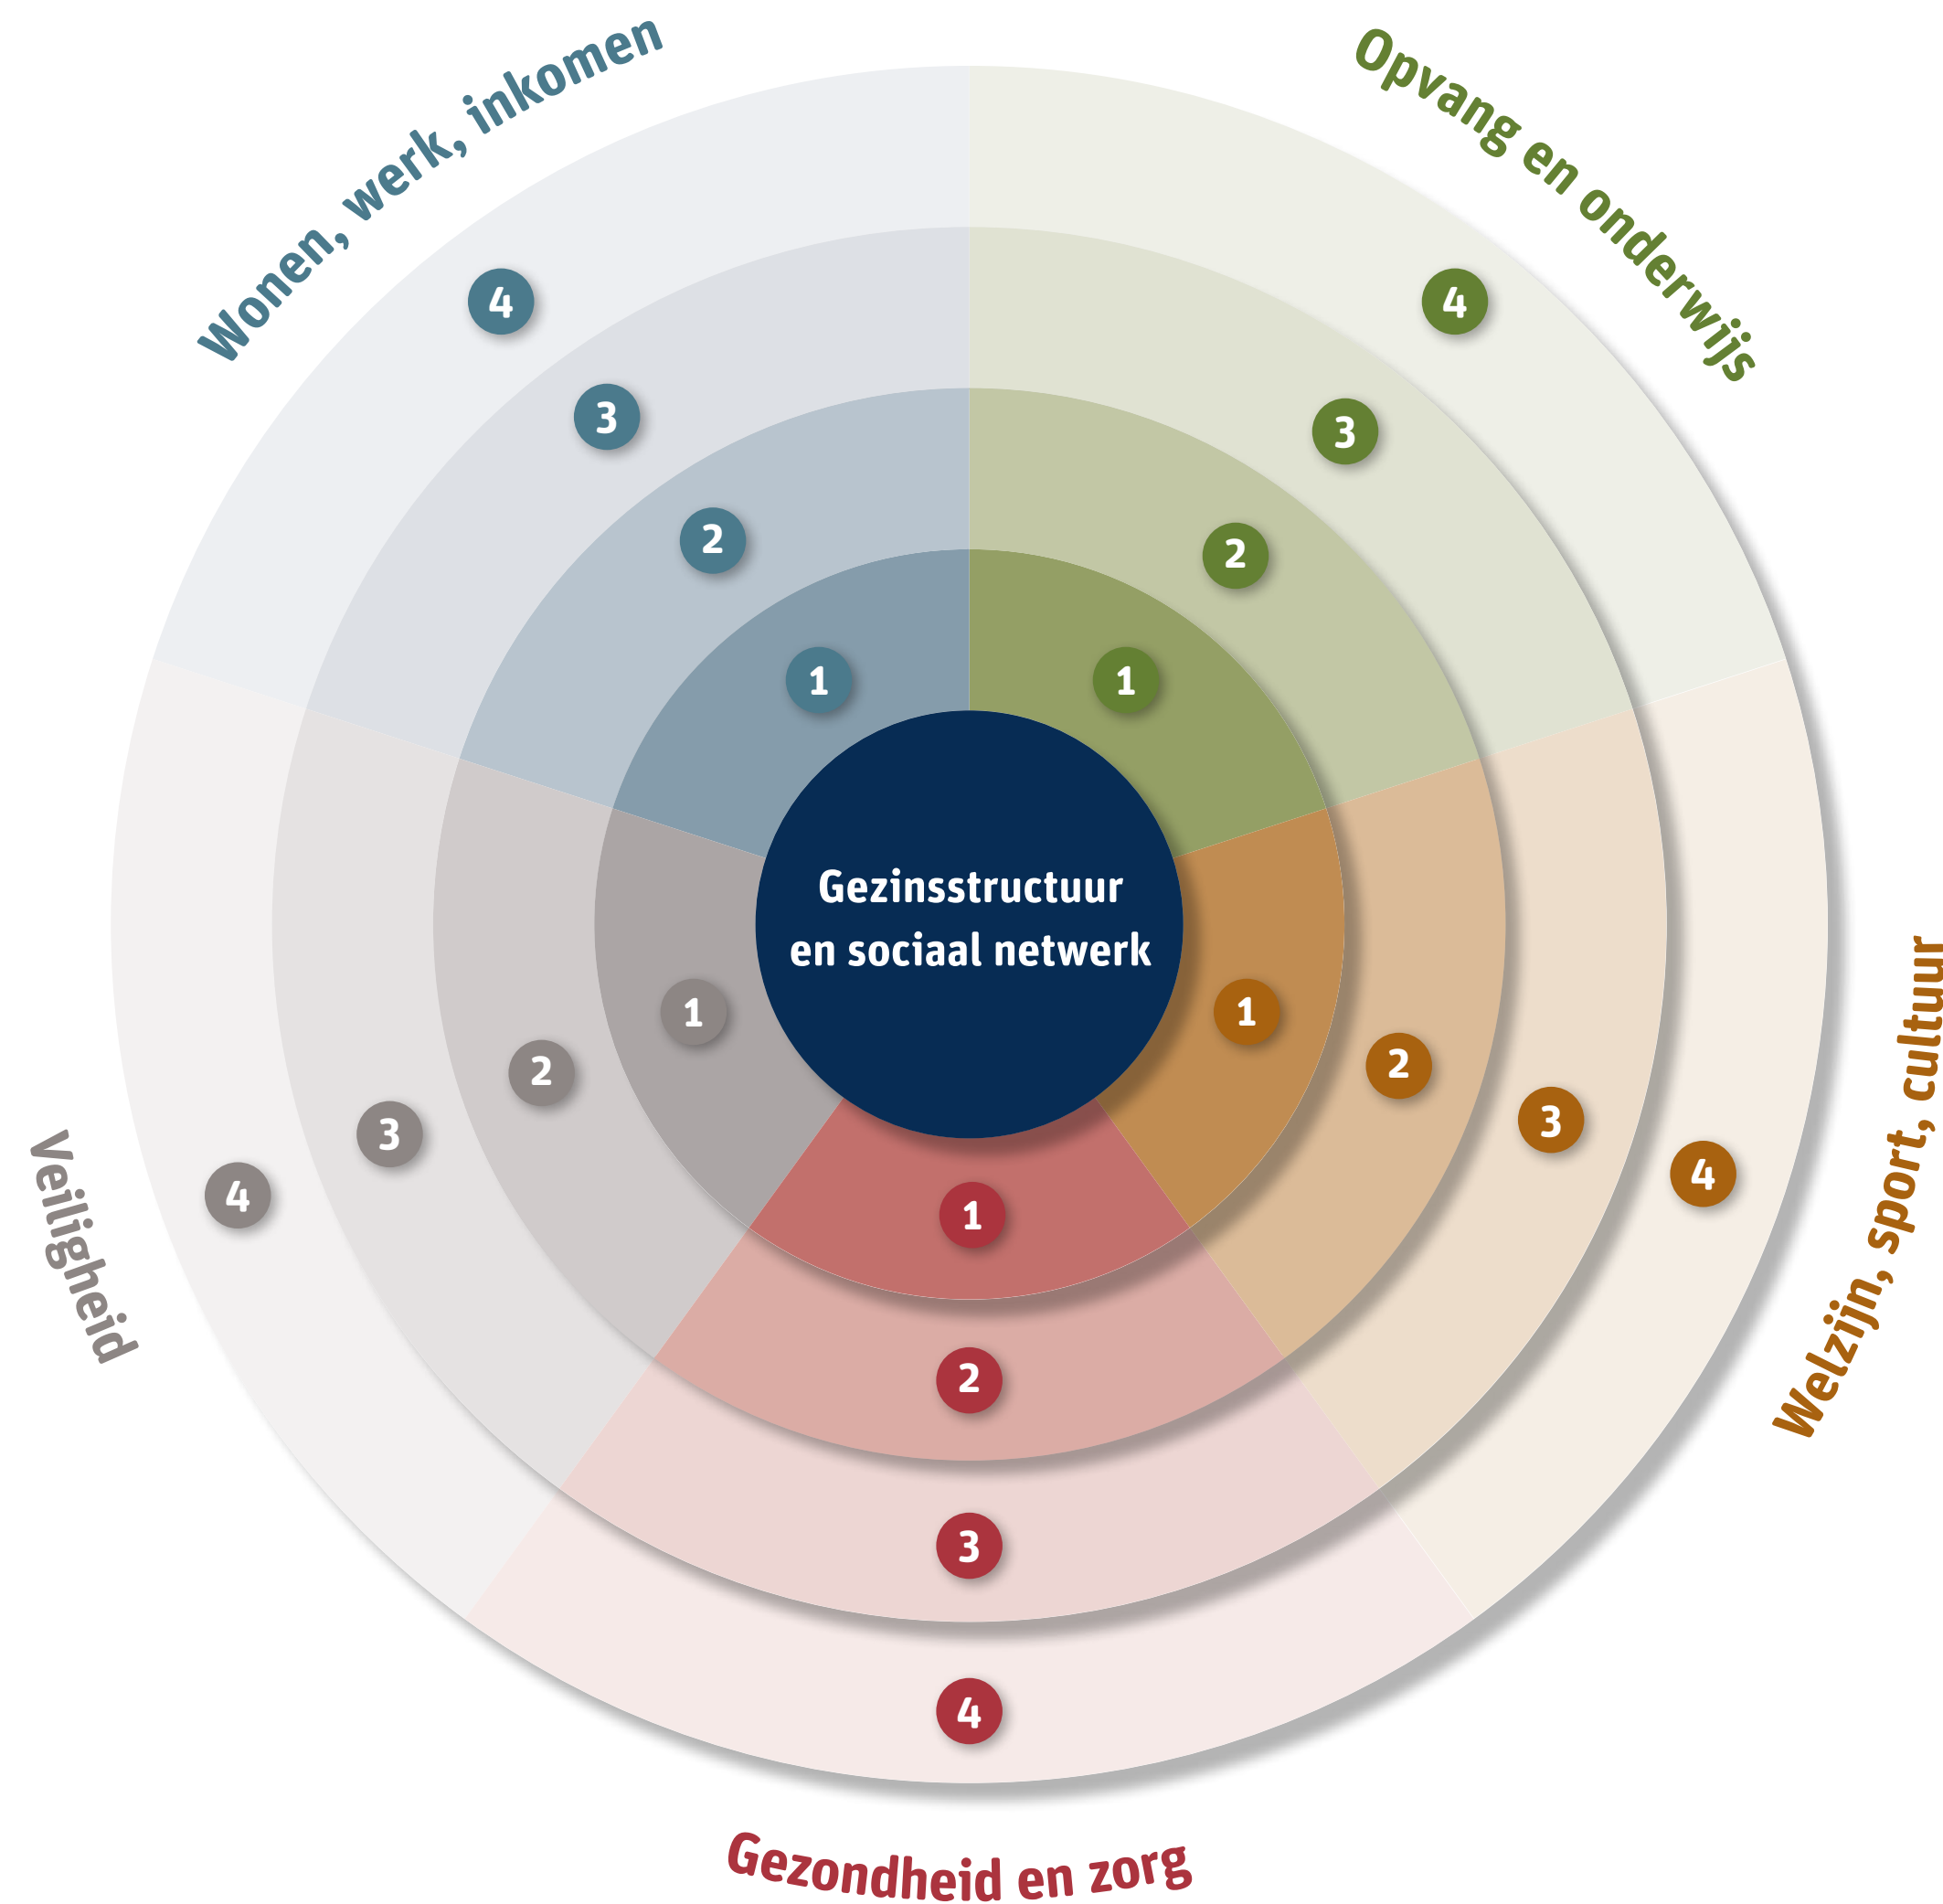 Wonen, werk, inkomen
Opvang en onderwijs
4
4
3
3
2
2
1
1
Gezinsstructuur
en sociaal netwerk
1
1
2
2
3
3
4
4
Veiligheid
Welzijn, sport, cultuur
1
2
3
4
Gezondheid en zorg